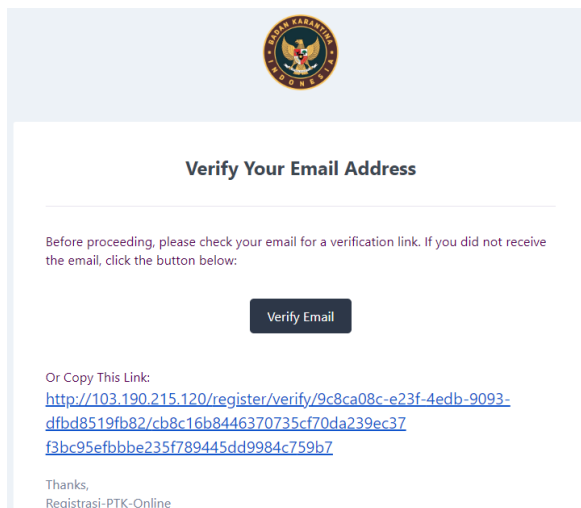 BADAN KARANTINA
INDONESIA
Verify Your Email Address
Before proceeding, please check your email for a verification link. If you did not receive
the email, click the button below:
Verify Email
Or Copy This Link:
http://103.190.215.120/register/verify/9c8ca08c-e23f-4edb-9093-
dfbd8519fb82/cb8c16b8446370735cf70da239ec37
f3bc95efbbbe235f789445dd9984c759b7
Thanks,
Registrasi-PTK-Online